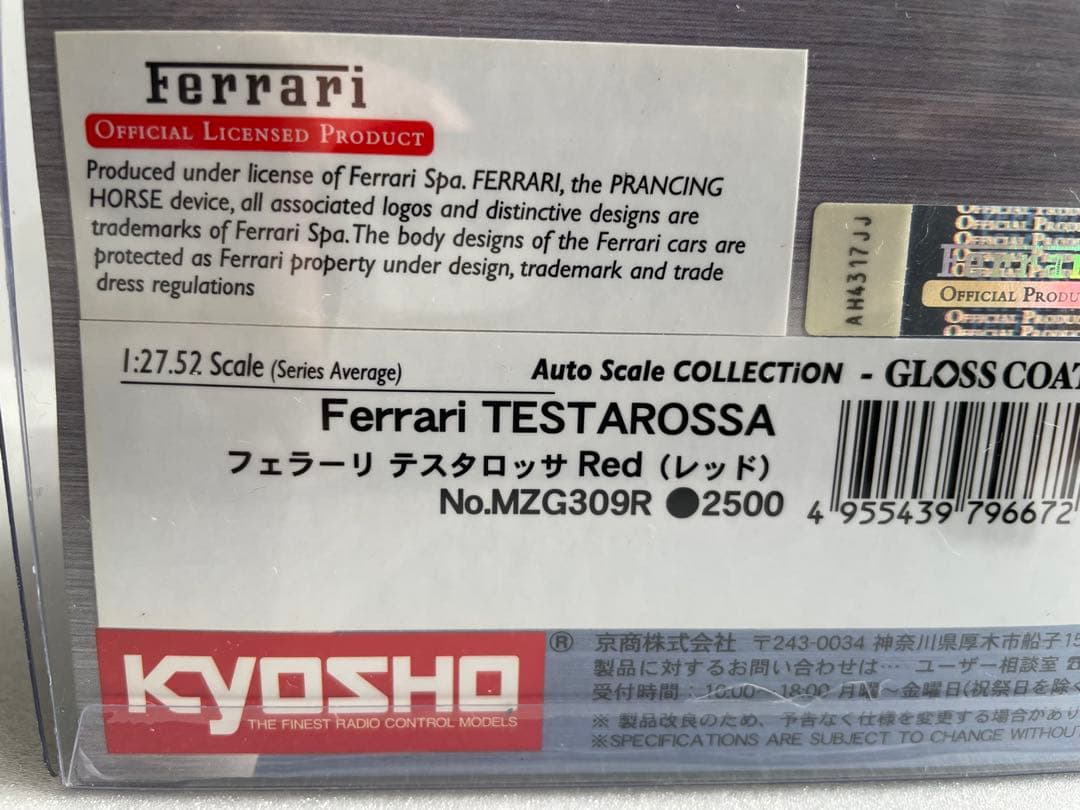 Ferrari
OFFICIAL LICENSED PRODUCT
Produced under license of Ferrari Spa. FERRARI, the PRANCING
HORSE device, all associated logos and distinctive designs are
trademarks of Ferrari Spa. The body designs of the Ferrari cars are
protected as Ferrari property under design, trademark and trade
dress regulations
AH4317JJ
OFFICIAL PRODU
1:27.52 Scale (Series Average)
Auto Scale COLLECTiON - GLOSS COAT
Ferrari TESTAROSSA
フェラーリ テスタロッサ Red (レッド)
No.MZG309R ●2500
4 955439 796672
KYOSHO
THE FINEST RADIO CONTROL MODELS
® 京商株式会社 〒243-0034 神奈川県厚木市船子15
製品に対するお問い合わせは… ユーザー相談室 ☎
受付時間:10:00〜18:00 月曜〜金曜日(祝祭日を除く
※ 製品改良のため、予告なく仕様を変更する場合があり
※SPECIFICATIONS ARE SUBJECT TO CHANGE WITHOU